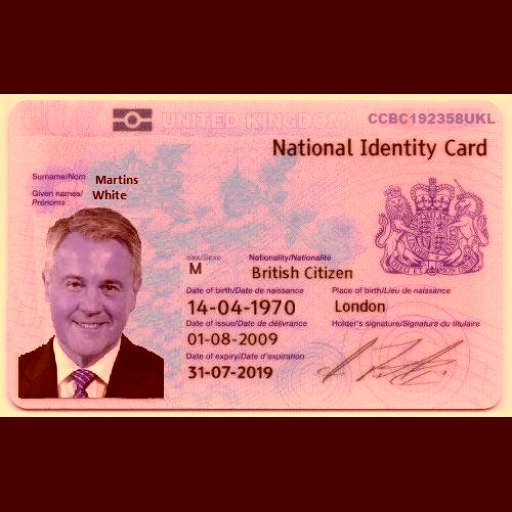 UNITED KINGDOM CCBC192358UKL
National Identity Card
Surname/Nom Martins
Given names/ White
Prénoms
Sex/Sexe Nationality/Nationalité
M British Citizen
Date of birth/Date de naissance Place of birth/Lieu de naissance
14-04-1970 London
Date of issue/Date de délivrance Holder's signature/Signature du titulaire
01-08-2009
Date of expiry/Date d'expiration
31-07-2019